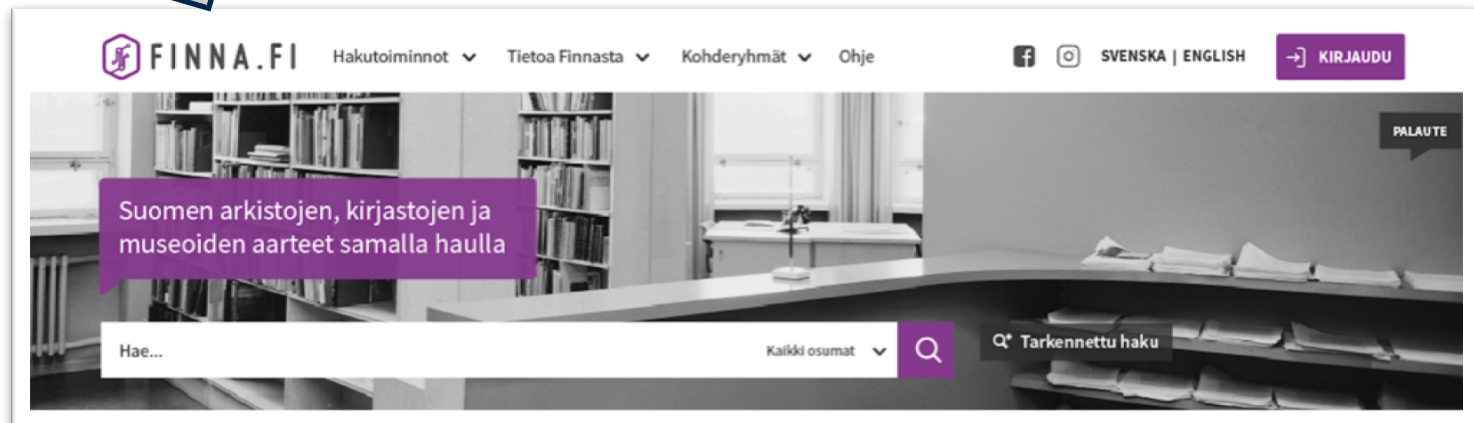 FINNA.FI Hakutoiminnot Tietoa Finnasta Kohderyhmät Ohje SVENSKA | ENGLISH KIRJAUDU
PALAUTE
Suomen arkistojen, kirjastojen ja
museoiden aarteet samalla haulla
Hae... Kaikki osumat Tarkennettu haku